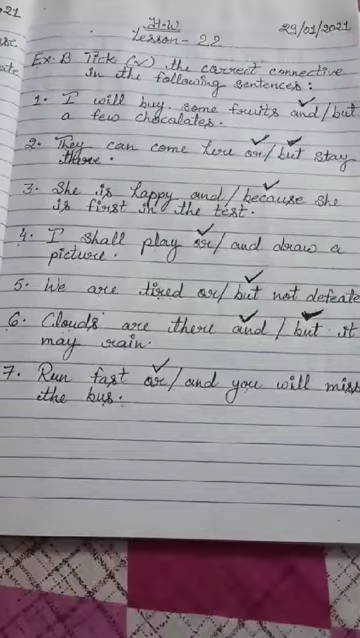 21
H.W
29/01/2021
Lesson - 22
Ex. B Tick (✓) the correct connective
in the following sentences :
1. I will buy some fruits and/but
a few chocalates.
2. They can come here or/but stay
there.
3. She is happy and/because she
is first in the test.
4. I shall play or/and draw a
picture.
5. We are tired or/but not defeate
6. Clouds are there and/but it
may rain.
7. Run fast or/and you will miss
the bus.